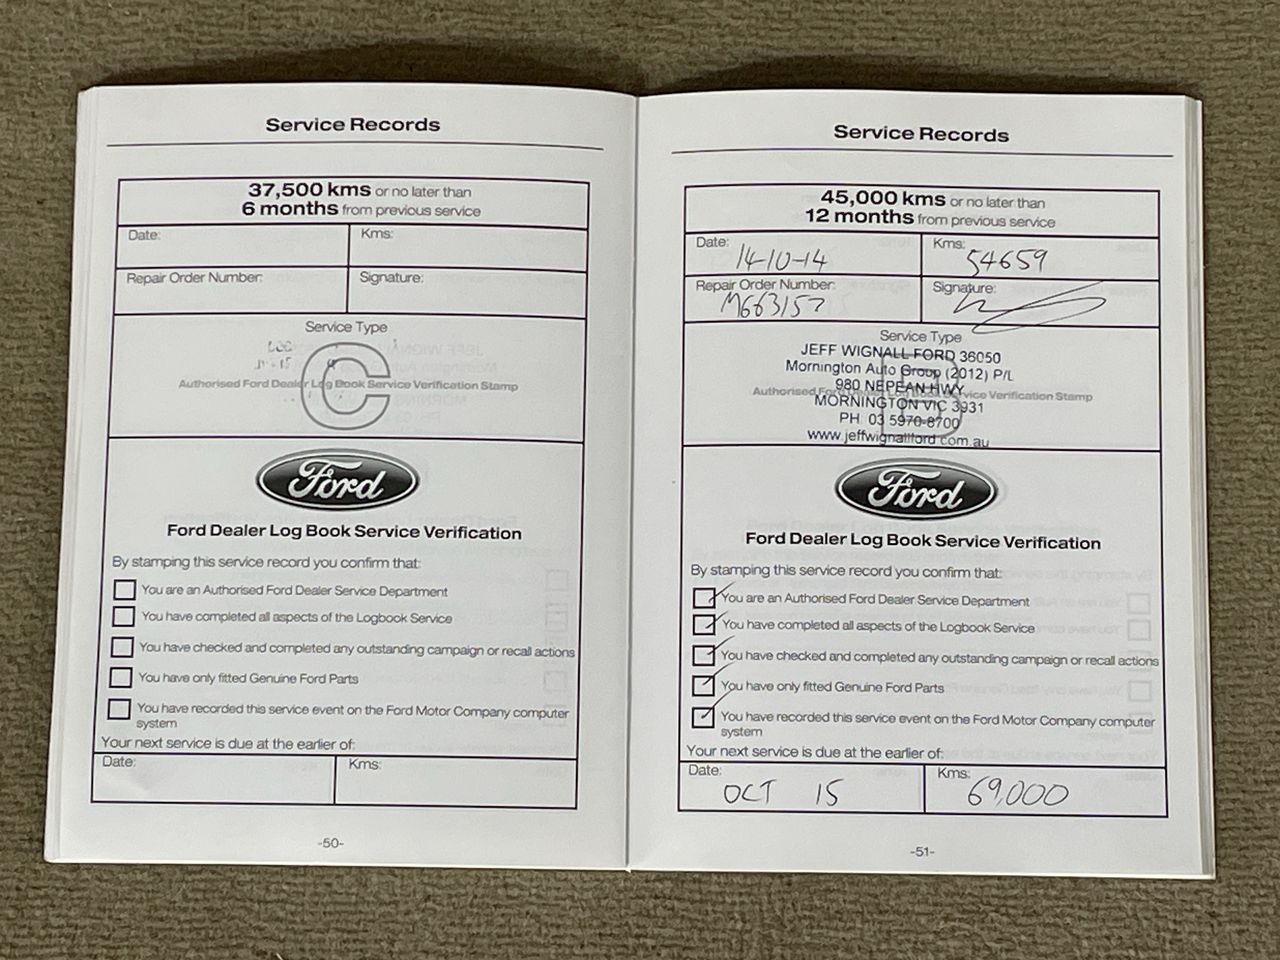 Service Records
37,500 kms or no later than
6 months from previous service
Date:
Kms:
Repair Order Number:
Signature:
Service Type
C
Authorised Ford Dealer Log Book Service Verification Stamp
Ford
Ford Dealer Log Book Service Verification
By stamping this service record you confirm that:
You are an Authorised Ford Dealer Service Department
You have completed all aspects of the Logbook Service
You have checked and completed any outstanding campaign or recall actions
You have only fitted Genuine Ford Parts
You have recorded this service event on the Ford Motor Company computer
system
Your next service is due at the earlier of:
Date:
Kms:
-50-
Service Records
45,000 kms or no later than
12 months from previous service
Date: 14-10-14
Kms: 54659
Repair Order Number: M663157
Signature:
Service Type
JEFF WIGNALL FORD 36050
Mornington Auto Group (2012) P/L
980 NEPEAN HWY
Authorised Ford Dealer Log Book Service Verification Stamp
MORNINGTON VIC 3931
PH 03 5970-8700
www.jeffwignallford.com.au
Ford
Ford Dealer Log Book Service Verification
By stamping this service record you confirm that:
You are an Authorised Ford Dealer Service Department
You have completed all aspects of the Logbook Service
You have checked and completed any outstanding campaign or recall actions
You have only fitted Genuine Ford Parts
You have recorded this service event on the Ford Motor Company computer
system
Your next service is due at the earlier of:
Date: OCT 15
Kms: 69,000
-51-